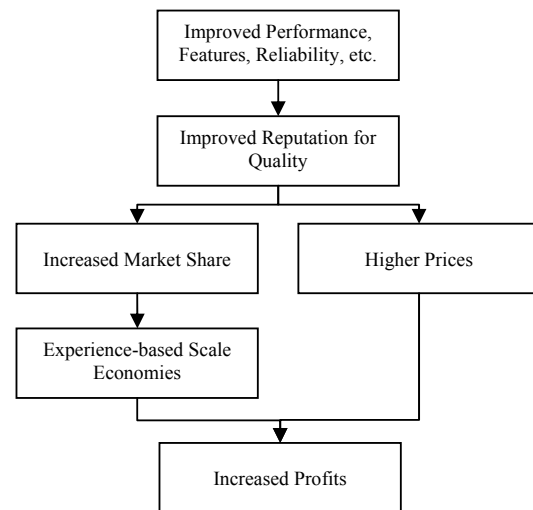 Improved Performance,
Features, Reliability, etc.
Improved Reputation for
Quality
Increased Market Share
Higher Prices
Experience-based Scale
Economies
Increased Profits